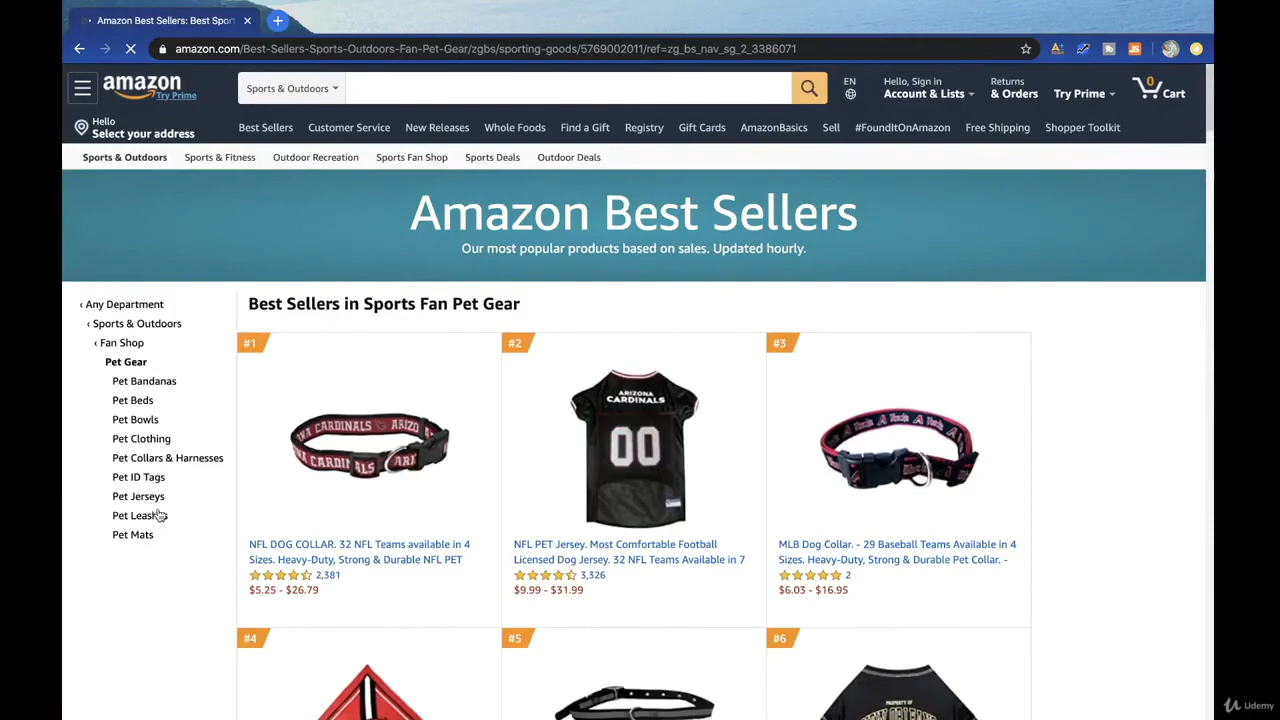 Amazon Best Sellers: Best Sport
amazon.com/Best-Sellers-Sports-Outdoors-Fan-Pet-Gear/zgbs/sporting-goods/5769002011/ref=zg_bs_nav_sg_2_3386071
amazon
Try Prime
Sports & Outdoors
EN
Hello, Sign in
Account & Lists
Returns
& Orders
Try Prime
0
Cart
Hello
Select your address
Best Sellers Customer Service New Releases Whole Foods Find a Gift Registry Gift Cards AmazonBasics Sell #FoundItOnAmazon Free Shipping Shopper Toolkit
Sports & Outdoors Sports & Fitness Outdoor Recreation Sports Fan Shop Sports Deals Outdoor Deals
Amazon Best Sellers
Our most popular products based on sales. Updated hourly.
‹ Any Department
‹ Sports & Outdoors
‹ Fan Shop
Pet Gear
Pet Bandanas
Pet Beds
Pet Bowls
Pet Clothing
Pet Collars & Harnesses
Pet ID Tags
Pet Jerseys
Pet Leashes
Pet Mats
Best Sellers in Sports Fan Pet Gear
#1
CARDINALS
NFL DOG COLLAR. 32 NFL Teams available in 4
Sizes. Heavy-Duty, Strong & Durable NFL PET
2,381
$5.25 - $26.79
#2
ARIZONA
CARDINALS
00
NFL PET Jersey. Most Comfortable Football
Licensed Dog Jersey. 32 NFL Teams Available in 7
3,326
$9.99 - $31.99
#3
MLB Dog Collar. - 29 Baseball Teams Available in 4
Sizes. Heavy-Duty, Strong & Durable Pet Collar. -
2
$6.03 - $16.95
#4
#5
#6
PROPERTY OF
Udemy